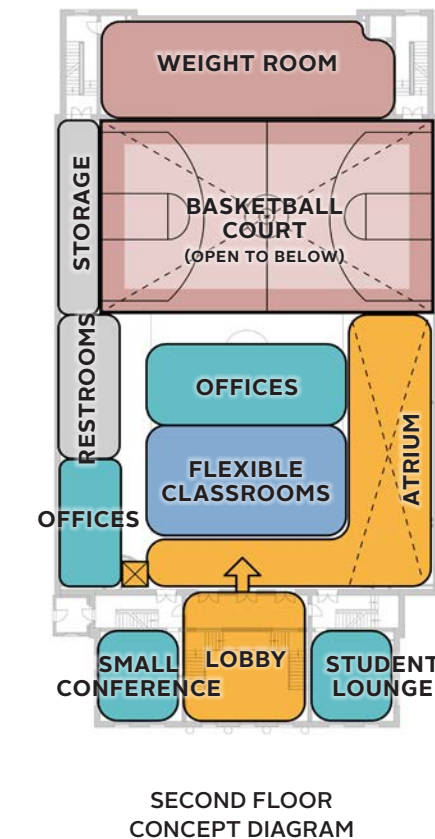 WEIGHT ROOM
STORAGE
BASKETBALL
COURT
(OPEN TO BELOW)
RESTROOMS
OFFICES
ATRIUM
FLEXIBLE
CLASSROOMS
OFFICES
SMALL
CONFERENCE
LOBBY
STUDENT
LOUNGE
SECOND FLOOR
CONCEPT DIAGRAM